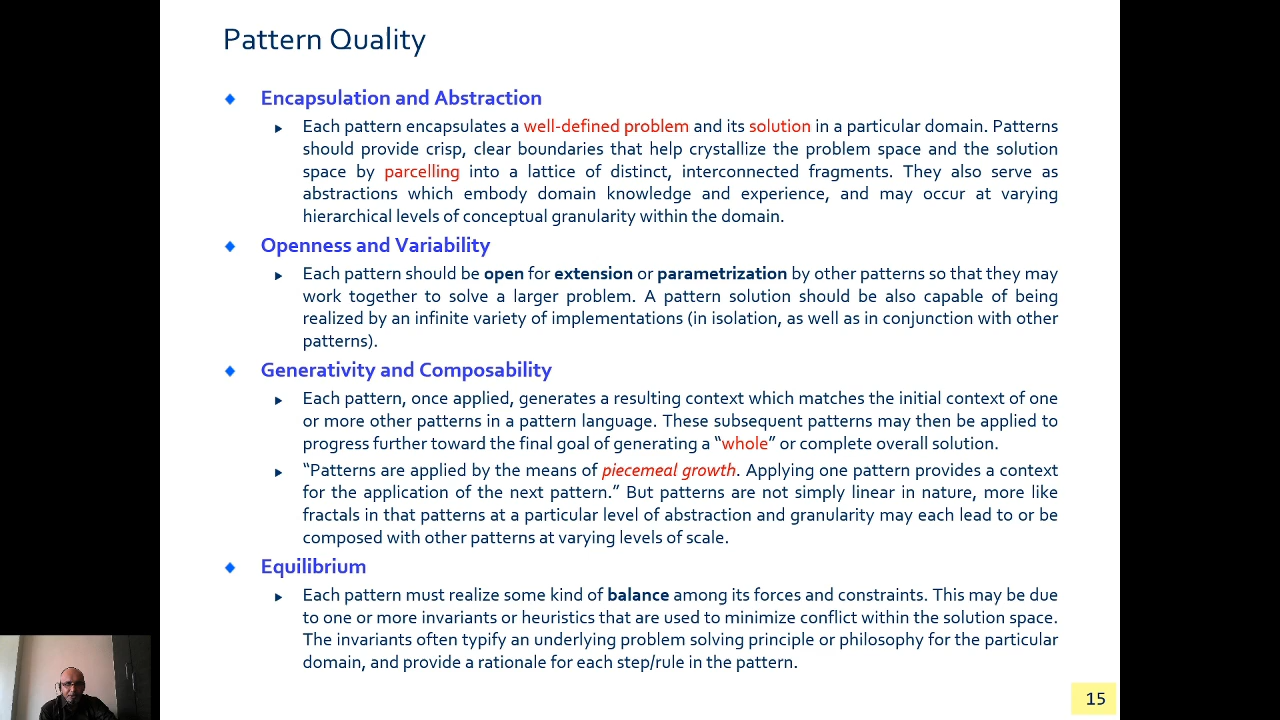 Pattern Quality
Encapsulation and Abstraction
Each pattern encapsulates a well-defined problem and its solution in a particular domain. Patterns
should provide crisp, clear boundaries that help crystallize the problem space and the solution
space by parcelling into a lattice of distinct, interconnected fragments. They also serve as
abstractions which embody domain knowledge and experience, and may occur at varying
hierarchical levels of conceptual granularity within the domain.
Openness and Variability
Each pattern should be open for extension or parametrization by other patterns so that they may
work together to solve a larger problem. A pattern solution should be also capable of being
realized by an infinite variety of implementations (in isolation, as well as in conjunction with other
patterns).
Generativity and Composability
Each pattern, once applied, generates a resulting context which matches the initial context of one
or more other patterns in a pattern language. These subsequent patterns may then be applied to
progress further toward the final goal of generating a “whole” or complete overall solution.
“Patterns are applied by the means of piecemeal growth. Applying one pattern provides a context
for the application of the next pattern.” But patterns are not simply linear in nature, more like
fractals in that patterns at a particular level of abstraction and granularity may each lead to or be
composed with other patterns at varying levels of scale.
Equilibrium
Each pattern must realize some kind of balance among its forces and constraints. This may be due
to one or more invariants or heuristics that are used to minimize conflict within the solution space.
The invariants often typify an underlying problem solving principle or philosophy for the particular
domain, and provide a rationale for each step/rule in the pattern.
15